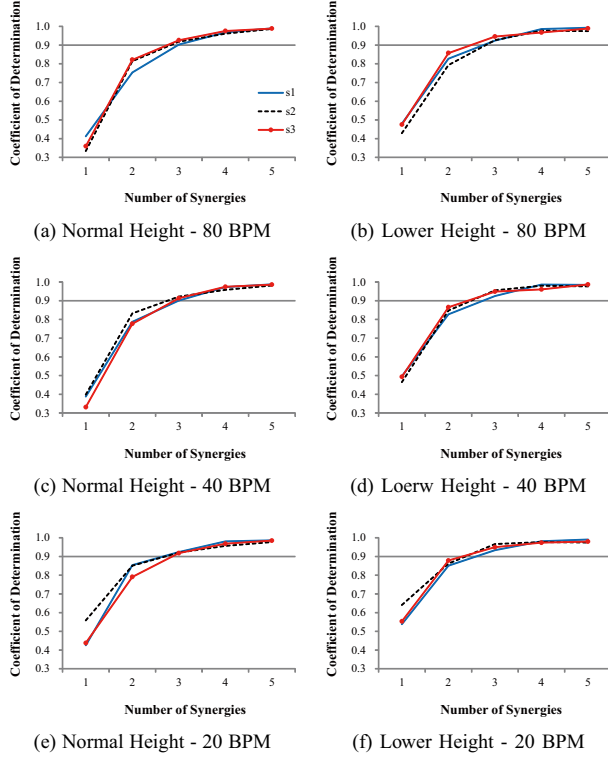 Coefficient of Determination
1.0
0.9
0.8
0.7
0.6
0.5
0.4
0.3
s1
s2
s3
1 2 3 4 5
Number of Synergies
(a) Normal Height - 80 BPM
Coefficient of Determination
1.0
0.9
0.8
0.7
0.6
0.5
0.4
0.3
1 2 3 4 5
Number of Synergies
(b) Lower Height - 80 BPM
Coefficient of Determination
1.0
0.9
0.8
0.7
0.6
0.5
0.4
0.3
1 2 3 4 5
Number of Synergies
(c) Normal Height - 40 BPM
Coefficient of Determination
1.0
0.9
0.8
0.7
0.6
0.5
0.4
0.3
1 2 3 4 5
Number of Synergies
(d) Loerw Height - 40 BPM
Coefficient of Determination
1.0
0.9
0.8
0.7
0.6
0.5
0.4
0.3
1 2 3 4 5
Number of Synergies
(e) Normal Height - 20 BPM
Coefficient of Determination
1.0
0.9
0.8
0.7
0.6
0.5
0.4
0.3
1 2 3 4 5
Number of Synergies
(f) Lower Height - 20 BPM